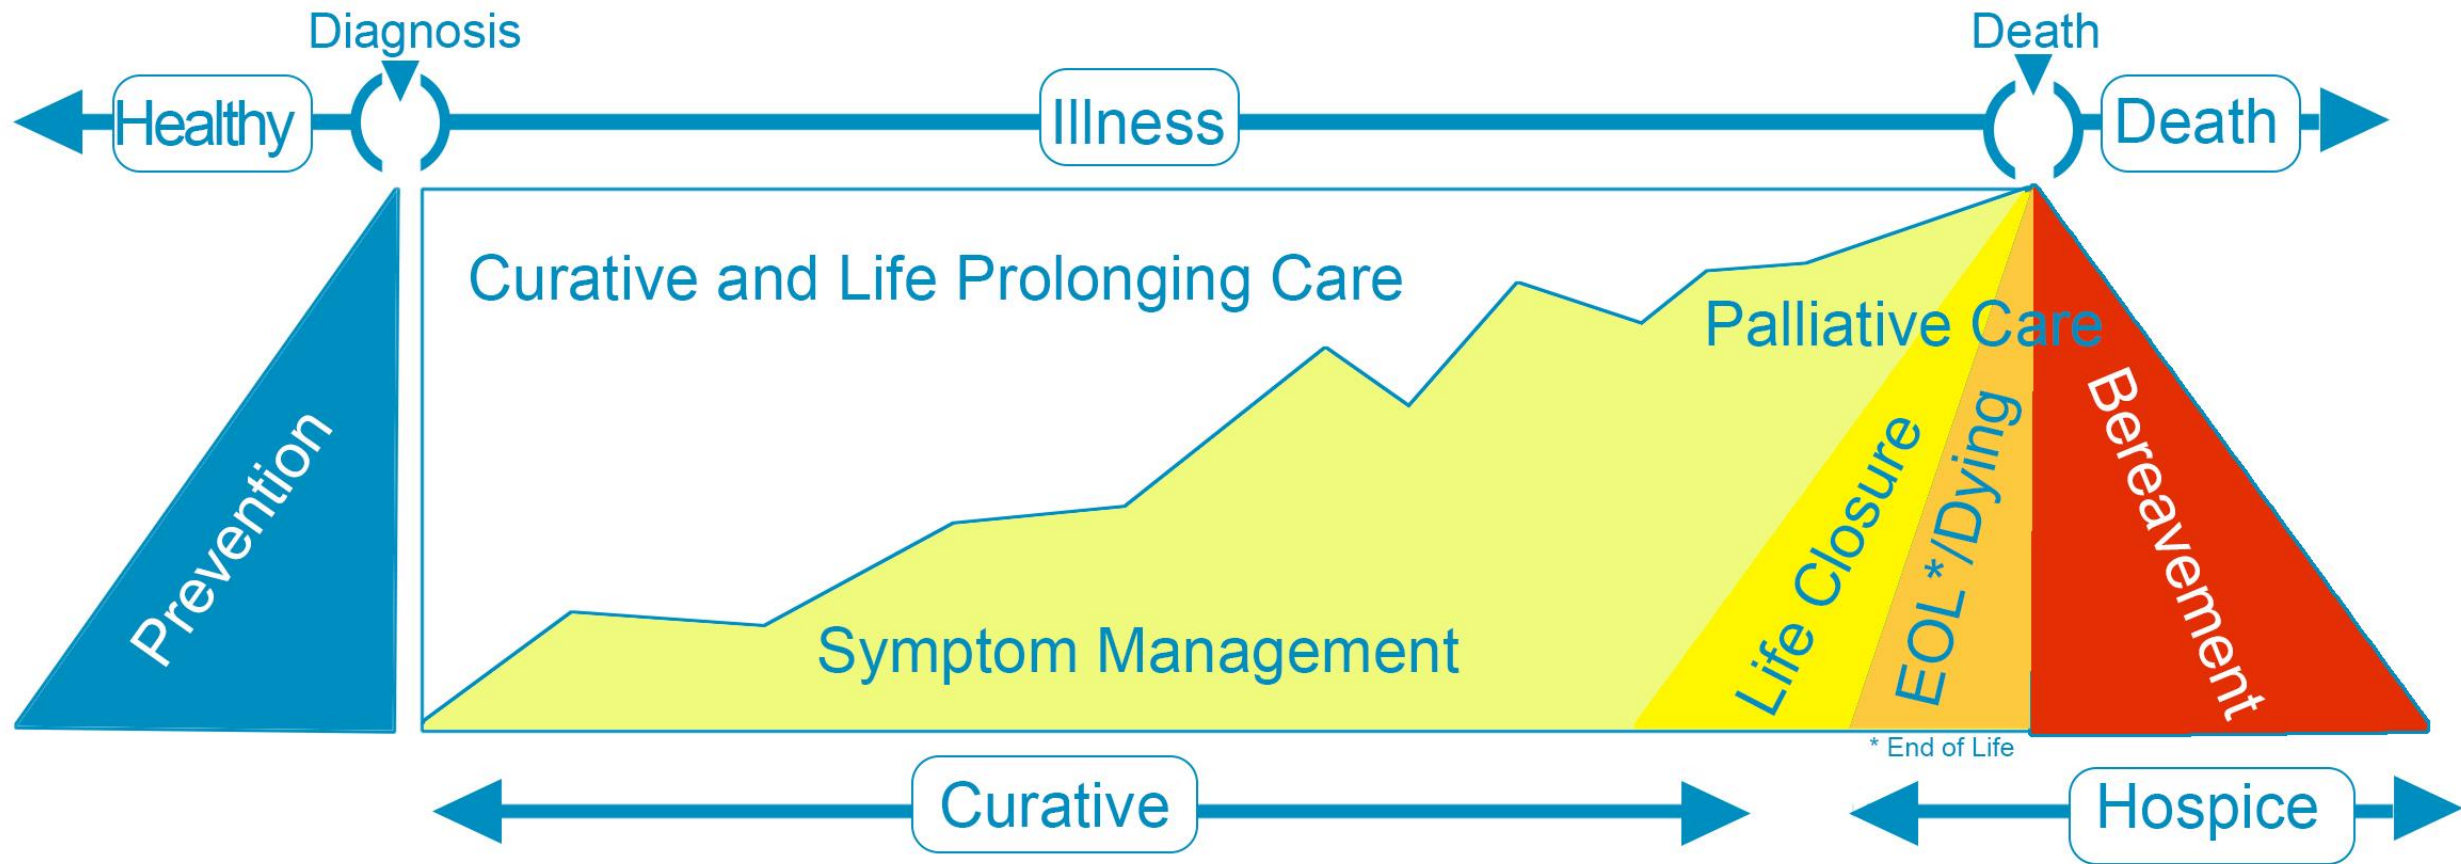 Diagnosis
Death
Healthy
Illness
Death
Curative and Life Prolonging Care
Palliative Care
Prevention
Symptom Management
Life Closure
EOL*/Dying
Bereavement
* End of Life
Curative
Hospice